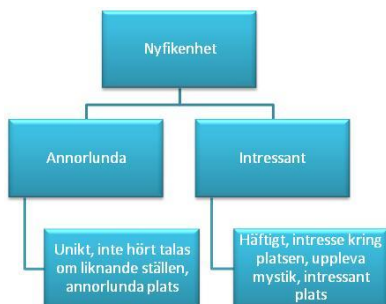 Nyfikenhet
Annorlunda
Intressant
Unikt, inte hört talas
om liknande ställen,
annorlunda plats
Häftigt, intresse kring
platsen, uppleva
mystik, intressant
plats